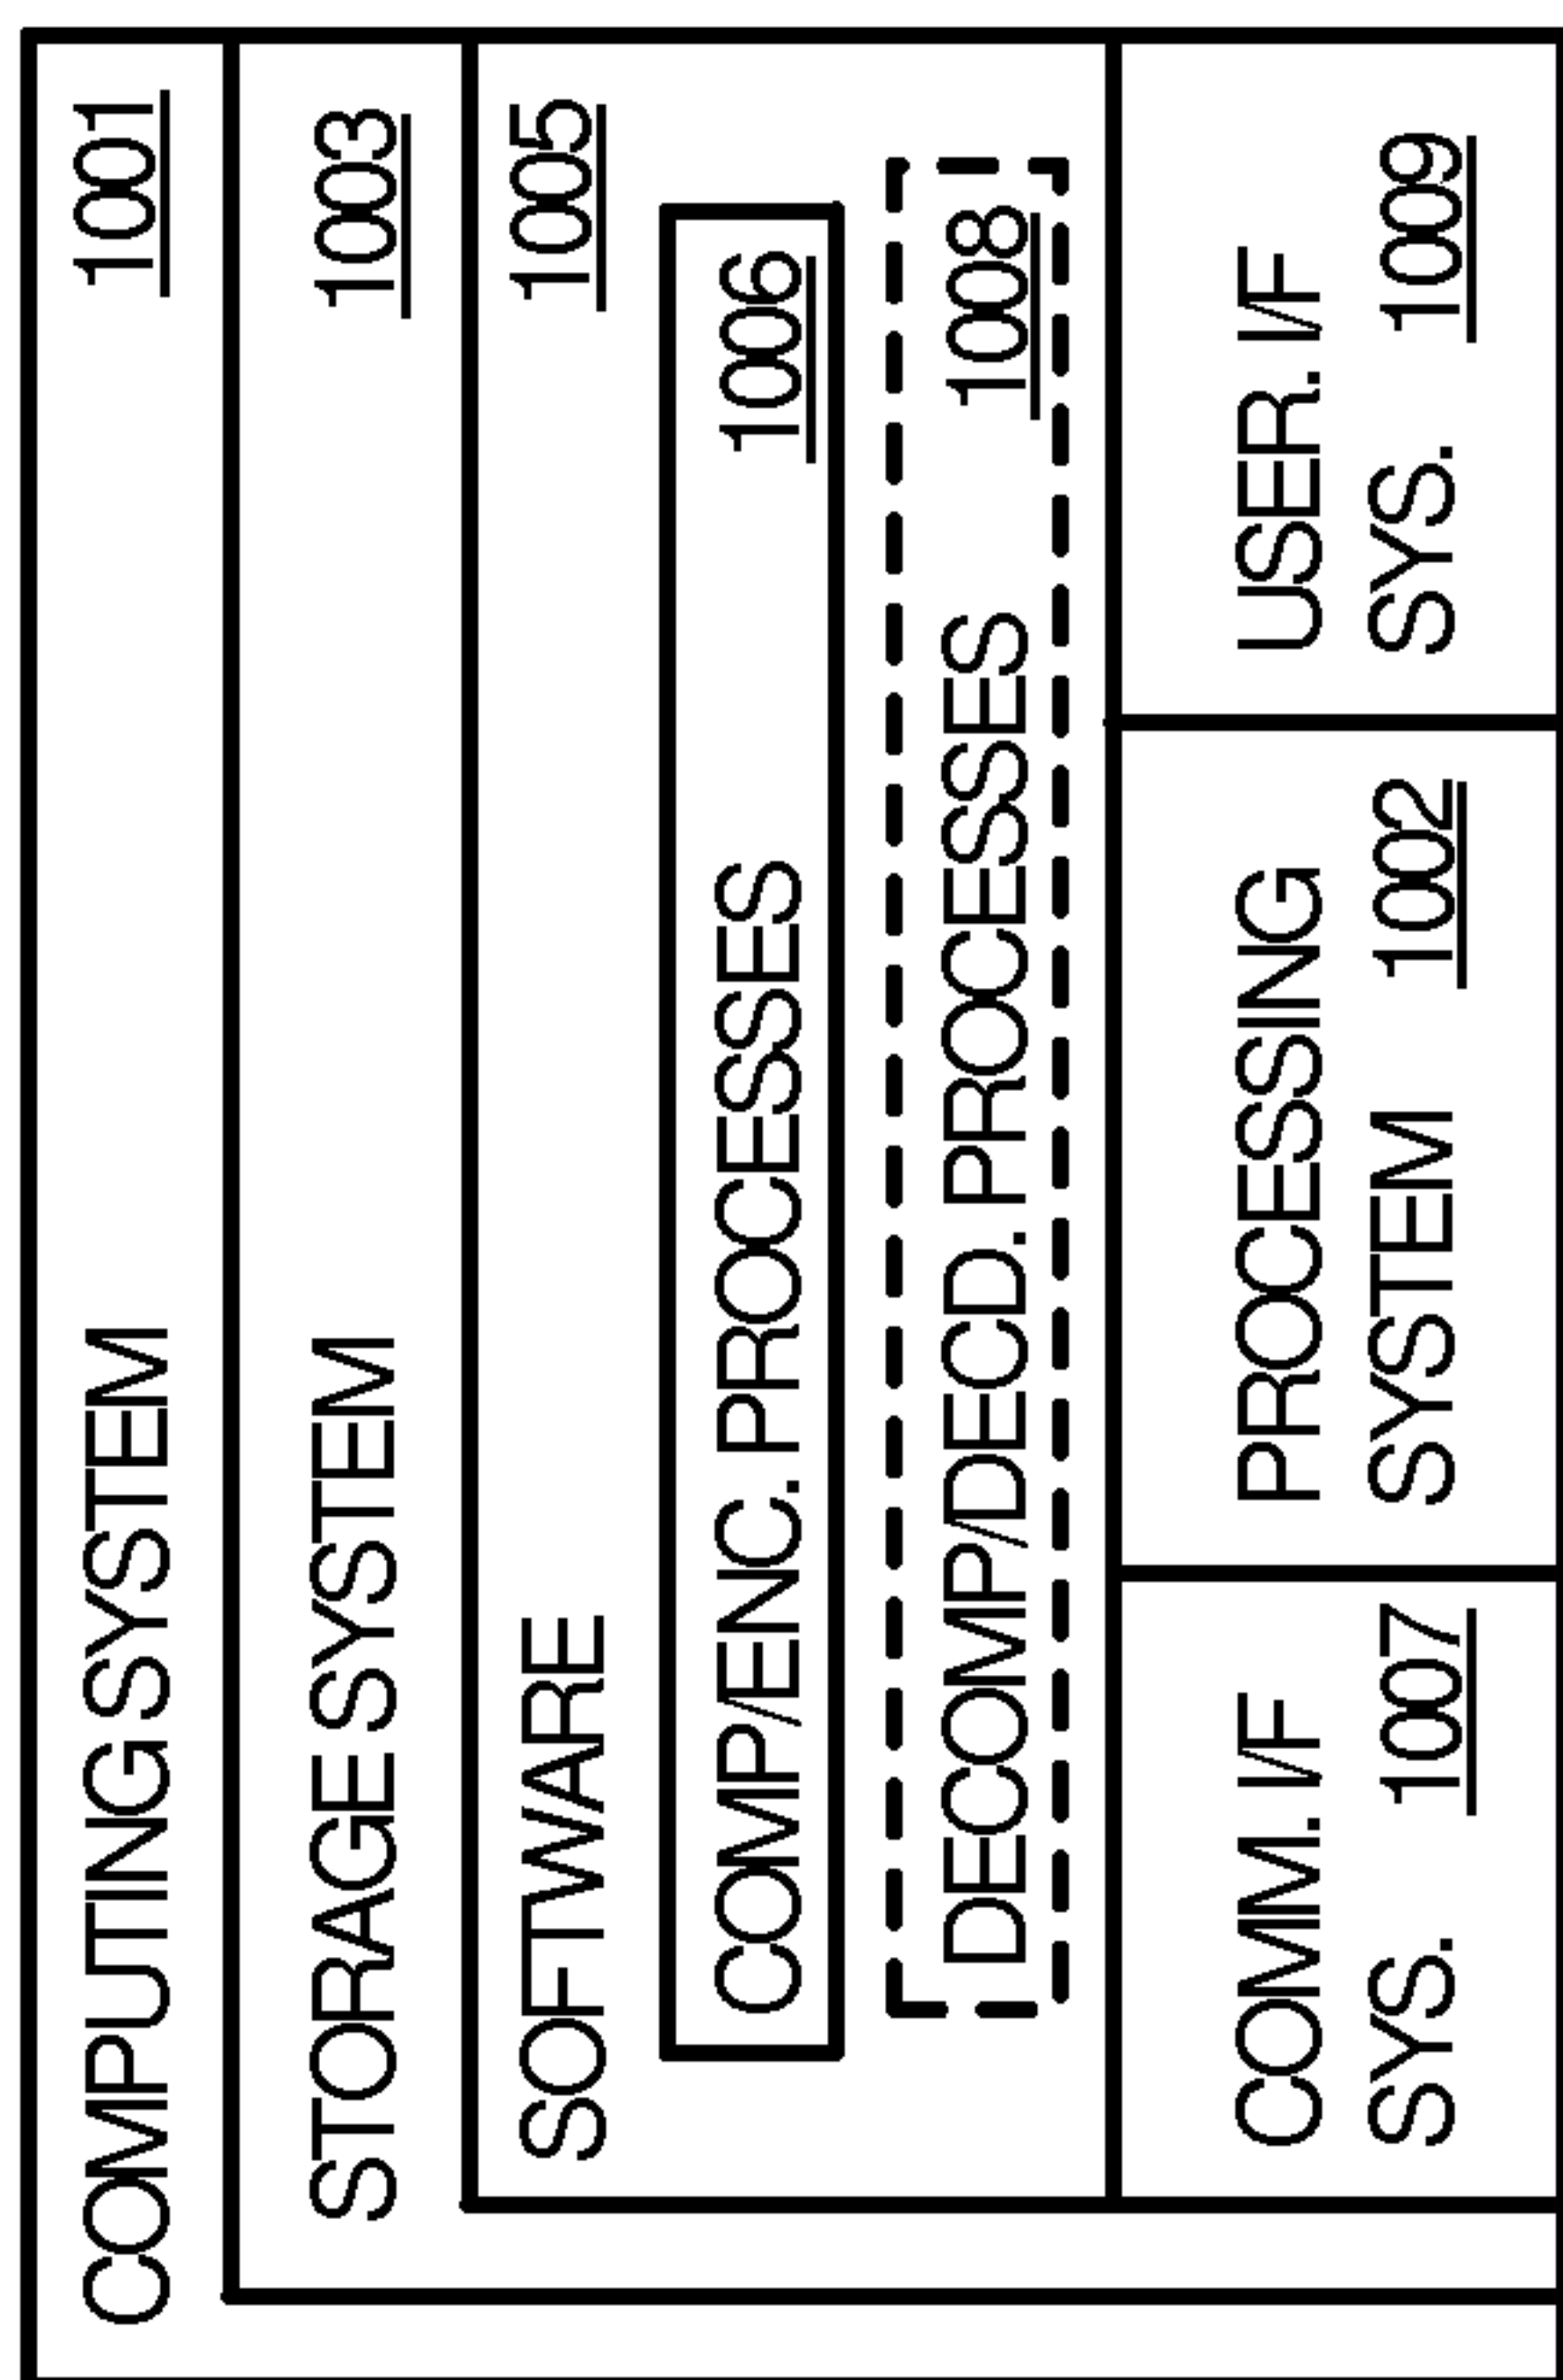 COMPUTING SYSTEM 1001
STORAGE SYSTEM 1003
SOFTWARE 1005
COMP/ENC. PROCESSES 1006
DECOMP/DECD. PROCESSES 1008
COMM. I/F
SYS. 1007
PROCESSING
SYSTEM 1002
USER. I/F
SYS. 1009